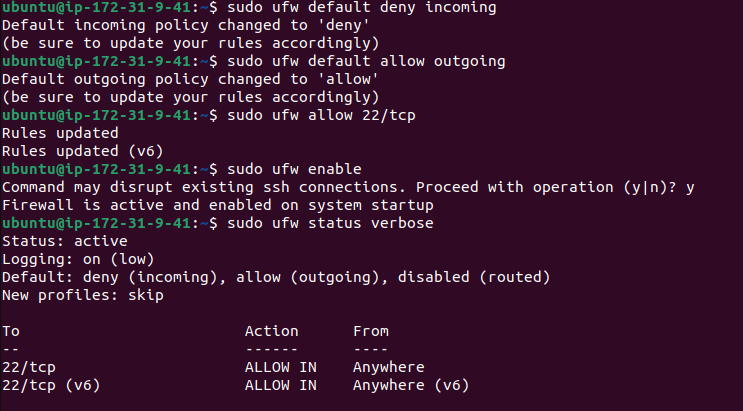 ubuntu@ip-172-31-9-41:~$ sudo ufw default deny incoming
Default incoming policy changed to 'deny'
(be sure to update your rules accordingly)
ubuntu@ip-172-31-9-41:~$ sudo ufw default allow outgoing
Default outgoing policy changed to 'allow'
(be sure to update your rules accordingly)
ubuntu@ip-172-31-9-41:~$ sudo ufw allow 22/tcp
Rules updated
Rules updated (v6)
ubuntu@ip-172-31-9-41:~$ sudo ufw enable
Command may disrupt existing ssh connections. Proceed with operation (y|n)? y
Firewall is active and enabled on system startup
ubuntu@ip-172-31-9-41:~$ sudo ufw status verbose
Status: active
Logging: on (low)
Default: deny (incoming), allow (outgoing), disabled (routed)
New profiles: skip

To                         Action      From
--                         ------      ----
22/tcp                     ALLOW IN    Anywhere
22/tcp (v6)                ALLOW IN    Anywhere (v6)